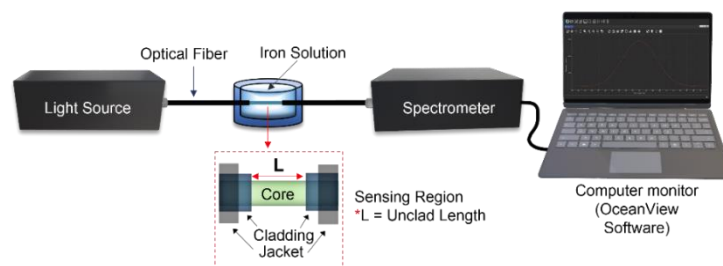 Optical Fiber
Iron Solution
Light Source
Spectrometer
L
Core
Cladding
Jacket
Sensing Region
*L = Unclad Length
Computer monitor
(OceanView
Software)